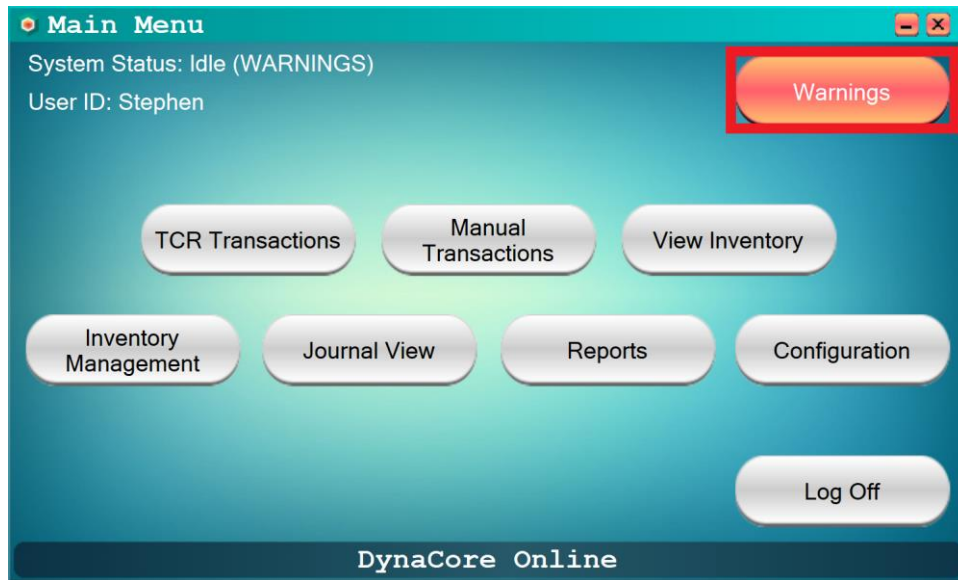 Main Menu
System Status: Idle (WARNINGS)
User ID: Stephen
Warnings
TCR Transactions
Manual
Transactions
View Inventory
Inventory
Management
Journal View
Reports
Configuration
Log Off
DynaCore Online